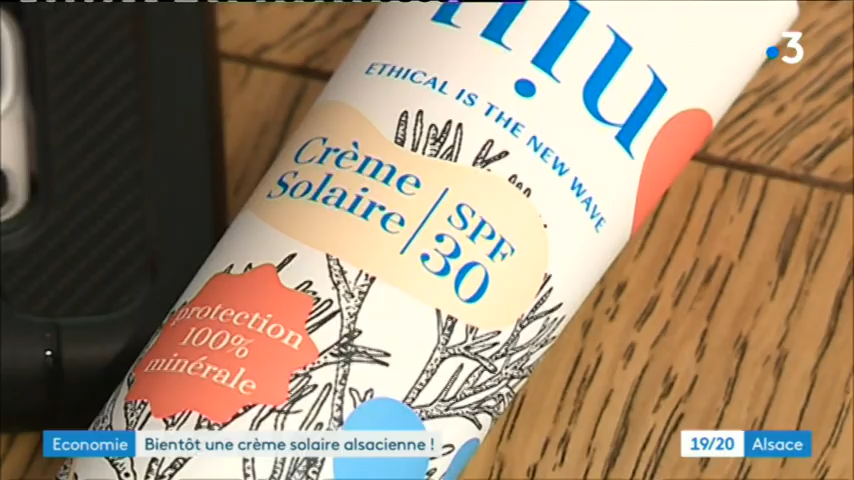 3
ETHICAL IS THE NEW WAVE
Crème
Solaire
SPF
30
protection
100%
minérale
Economie
Bientôt une crème solaire alsacienne !
19/20
Alsace